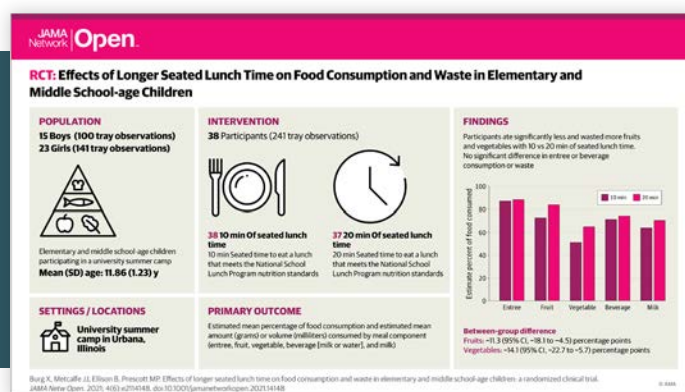 JAMA Network | Open.
RCT: Effects of Longer Seated Lunch Time on Food Consumption and Waste in Elementary and
Middle School-age Children
POPULATION
15 Boys (100 tray observations)
23 Girls (141 tray observations)
Elementary and middle school-age children
participating in a university summer camp
Mean (SD) age: 11.86 (1.23) y
SETTINGS / LOCATIONS
University summer
camp in Urbana,
Illinois
INTERVENTION
38 Participants (241 tray observations)
38 10 min Of seated lunch
time
10 min Seated time to eat a lunch
that meets the National School
Lunch Program nutrition standards
37 20 min Of seated lunch
time
20 min Seated time to eat a lunch
that meets the National School
Lunch Program nutrition standards
PRIMARY OUTCOME
Estimated mean percentage of food consumption and estimated mean
amount (grams) or volume (milliliters) consumed by meal component
(entree, fruit, vegetable, beverage [milk or water], and milk)
FINDINGS
Participants ate significantly less and wasted more fruits
and vegetables with 10 vs 20 min of seated lunch time.
No significant difference in entree or beverage
consumption or waste
Estimate percent of food consumed
100
80
60
40
20
0
10 min
20 min
Entree
Fruit
Vegetable
Beverage
Milk
Between-group difference
Fruits: −11.3 (95% CI, −18.1 to −4.5) percentage points
Vegetables: −14.1 (95% CI, −22.7 to −5.7) percentage points
Burg X, Metcalfe JJ, Ellison B, Prescott MP. Effects of longer seated lunch time on food consumption and waste in elementary and middle school-age children: a randomized clinical trial.
JAMA Netw Open. 2021;4(6):e2114148. doi:10.1001/jamanetworkopen.2021.14148
© AMA